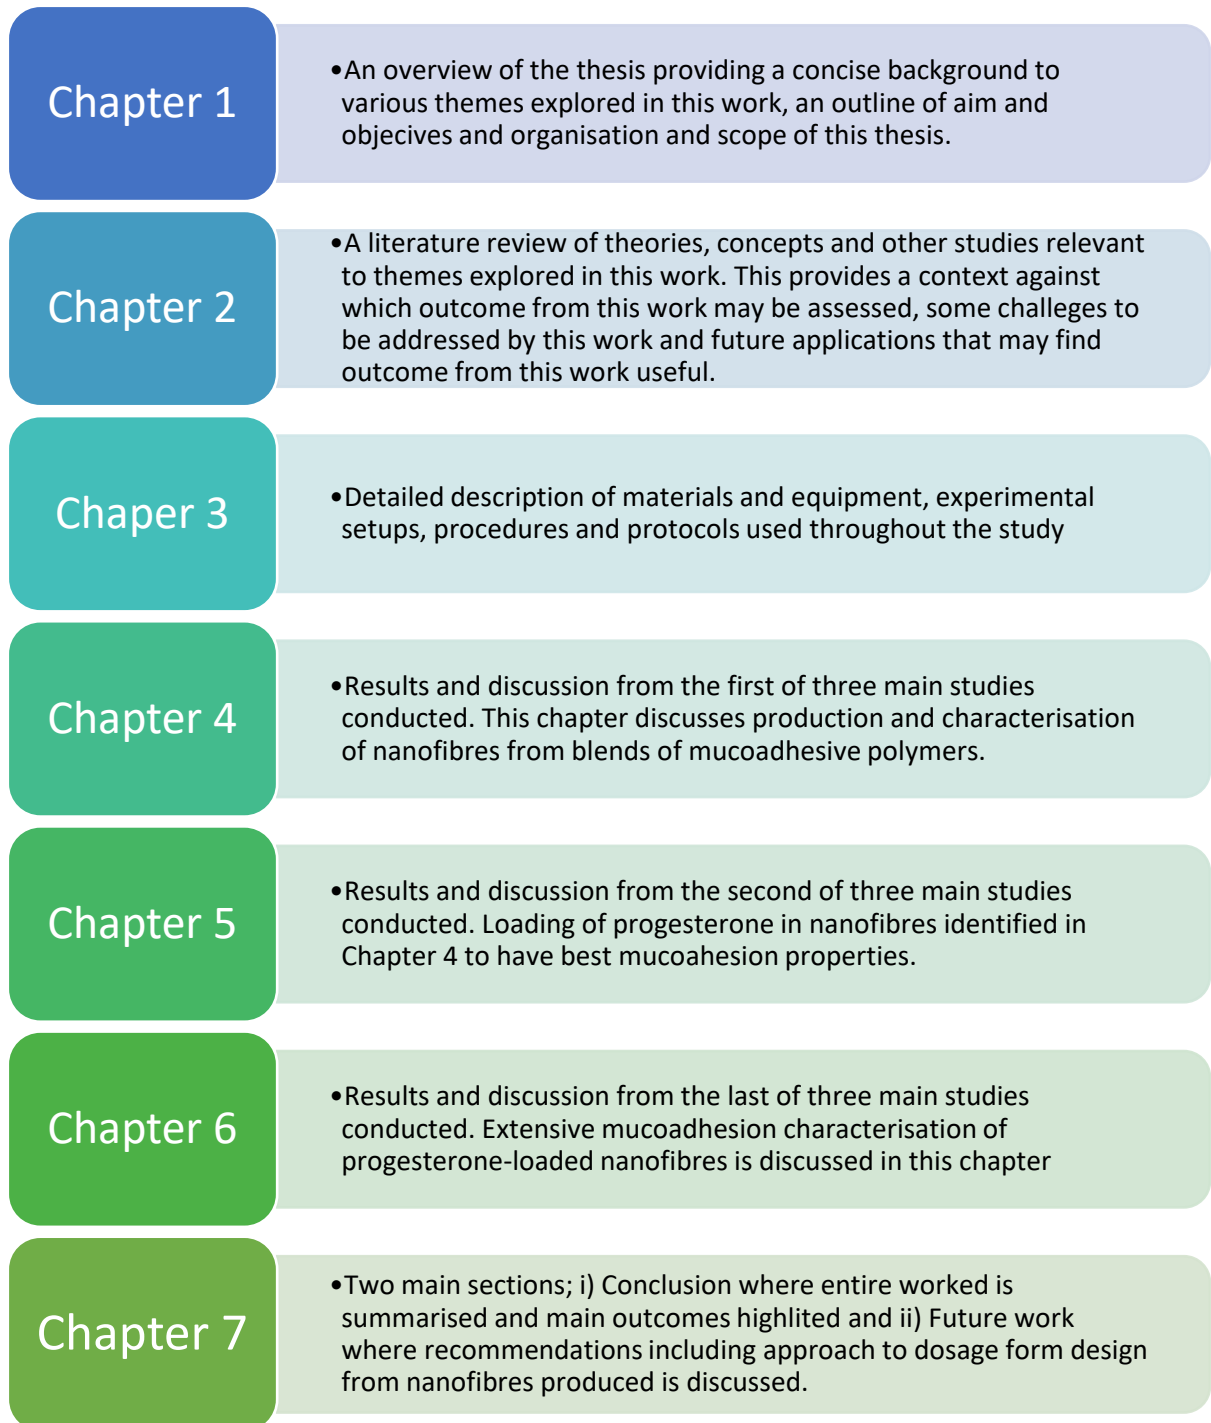 Chapter 1
•An overview of the thesis providing a concise background to
various themes explored in this work, an outline of aim and
objecives and organisation and scope of this thesis.
Chapter 2
•A literature review of theories, concepts and other studies relevant
to themes explored in this work. This provides a context against
which outcome from this work may be assessed, some challeges to
be addressed by this work and future applications that may find
outcome from this work useful.
Chaper 3
•Detailed description of materials and equipment, experimental
setups, procedures and protocols used throughout the study
Chapter 4
•Results and discussion from the first of three main studies
conducted. This chapter discusses production and characterisation
of nanofibres from blends of mucoadhesive polymers.
Chapter 5
•Results and discussion from the second of three main studies
conducted. Loading of progesterone in nanofibres identified in
Chapter 4 to have best mucoahesion properties.
Chapter 6
•Results and discussion from the last of three main studies
conducted. Extensive mucoadhesion characterisation of
progesterone-loaded nanofibres is discussed in this chapter
Chapter 7
•Two main sections; i) Conclusion where entire worked is
summarised and main outcomes highlited and ii) Future work
where recommendations including approach to dosage form design
from nanofibres produced is discussed.